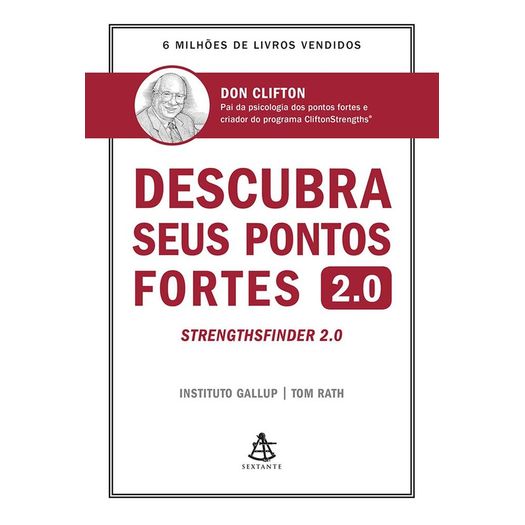 6 MILHÕES DE LIVROS VENDIDOS
DON CLIFTON
Pai da psicologia dos pontos fortes e
criador do programa CliftonStrengths®
DESCUBRA
SEUS PONTOS
FORTES 2.0
STRENGTHSFINDER 2.0
INSTITUTO GALLUP | TOM RATH
SEXTANTE